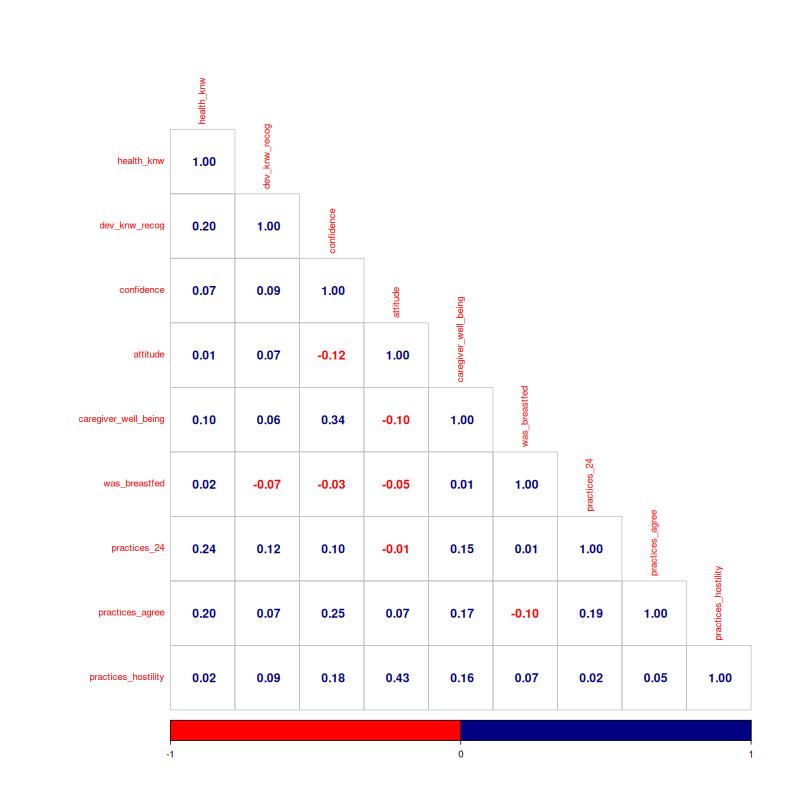 health_knw
dev_knw_recog
confidence
attitude
caregiver_well_being
was_breastfed
practices_24
practices_agree
practices_hostility
health_knw 1.00
dev_knw_recog 0.20 1.00
confidence 0.07 0.09 1.00
attitude 0.01 0.07 -0.12 1.00
caregiver_well_being 0.10 0.06 0.34 -0.10 1.00
was_breastfed 0.02 -0.07 -0.03 -0.05 0.01 1.00
practices_24 0.24 0.12 0.10 -0.01 0.15 0.01 1.00
practices_agree 0.20 0.07 0.25 0.07 0.17 -0.10 0.19 1.00
practices_hostility 0.02 0.09 0.18 0.43 0.16 0.07 0.02 0.05 1.00
-1 0 1